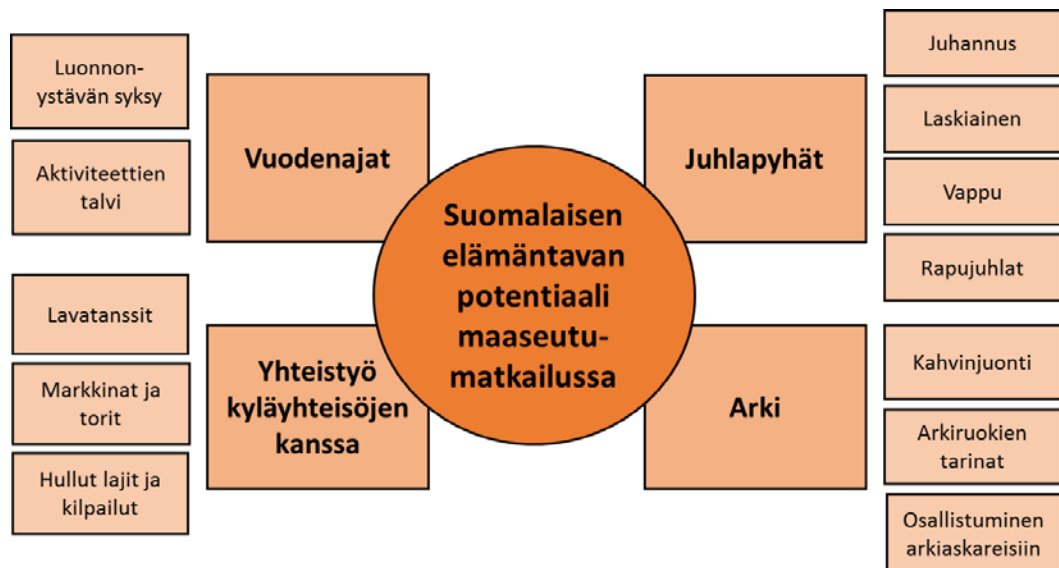 Luonnon-
ystävän syksy
Aktiviteettien
talvi
Vuodenajat
Lavatanssit
Markkinat ja
torit
Hullut lajit ja
kilpailut
Yhteistyö
kyläyhteisöjen
kanssa
Suomalaisen
elämäntavan
potentiaali
maaseutu-
matkailussa
Juhlapyhät
Juhannus
Laskiainen
Vappu
Rapujuhlat
Arki
Kahvinjuonti
Arkiruokien
tarinat
Osallistuminen
arkiaskareisiin